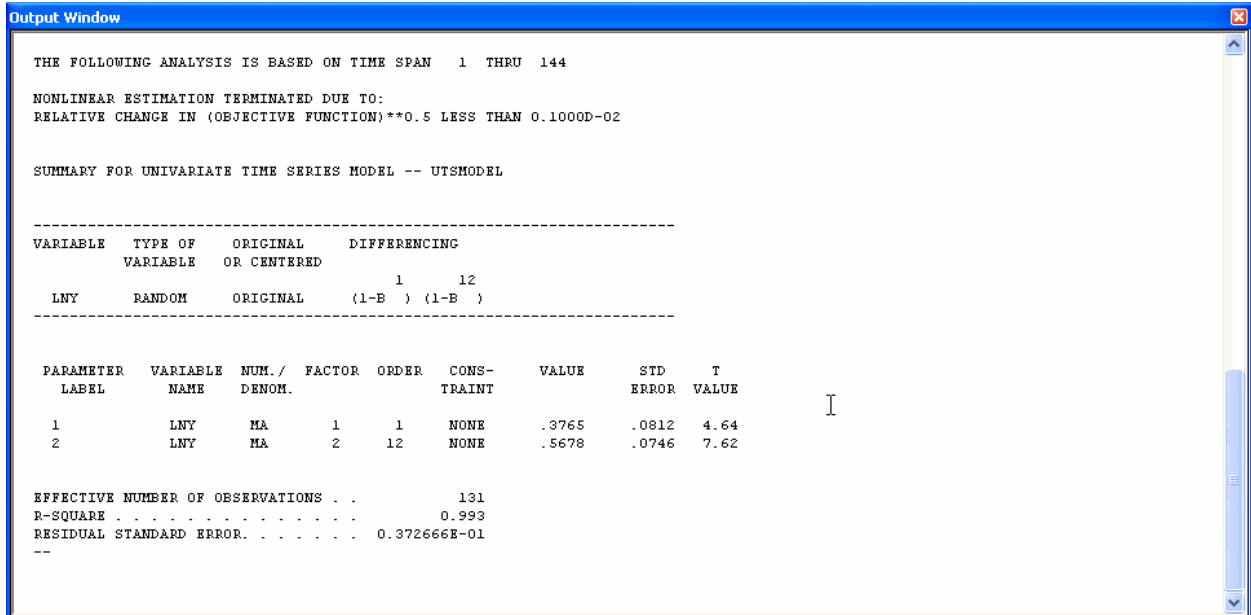 Output Window
THE FOLLOWING ANALYSIS IS BASED ON TIME SPAN   1  THRU  144
NONLINEAR ESTIMATION TERMINATED DUE TO:
RELATIVE CHANGE IN (OBJECTIVE FUNCTION)**0.5 LESS THAN 0.1000D-02
SUMMARY FOR UNIVARIATE TIME SERIES MODEL -- UTSMODEL
-----------------------------------------------------------------------
VARIABLE   TYPE OF    ORIGINAL     DIFFERENCING
           VARIABLE   OR CENTERED
                                        1      12
  LNY      RANDOM     ORIGINAL     (1-B  ) (1-B  )
-----------------------------------------------------------------------
PARAMETER   VARIABLE  NUM./  FACTOR  ORDER   CONS-     VALUE     STD     T
  LABEL       NAME    DENOM.                 TRAINT              ERROR  VALUE
  1           LNY      MA       1      1     NONE      .3765     .0812   4.64
  2           LNY      MA       2     12     NONE      .5678     .0746   7.62
EFFECTIVE NUMBER OF OBSERVATIONS . .            131
R-SQUARE . . . . . . . . . . . . . .          0.993
RESIDUAL STANDARD ERROR. . . . . . .   0.372666E-01
--